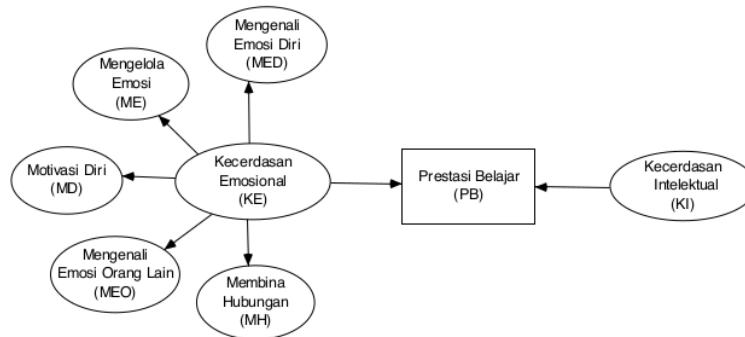 Mengenali
Emosi Diri
(MED)
Mengelola
Emosi
(ME)
Motivasi Diri
(MD)
Kecerdasan
Emosional
(KE)
Prestasi Belajar
(PB)
Kecerdasan
Intelektual
(KI)
Mengenali
Emosi Orang Lain
(MEO)
Membina
Hubungan
(MH)